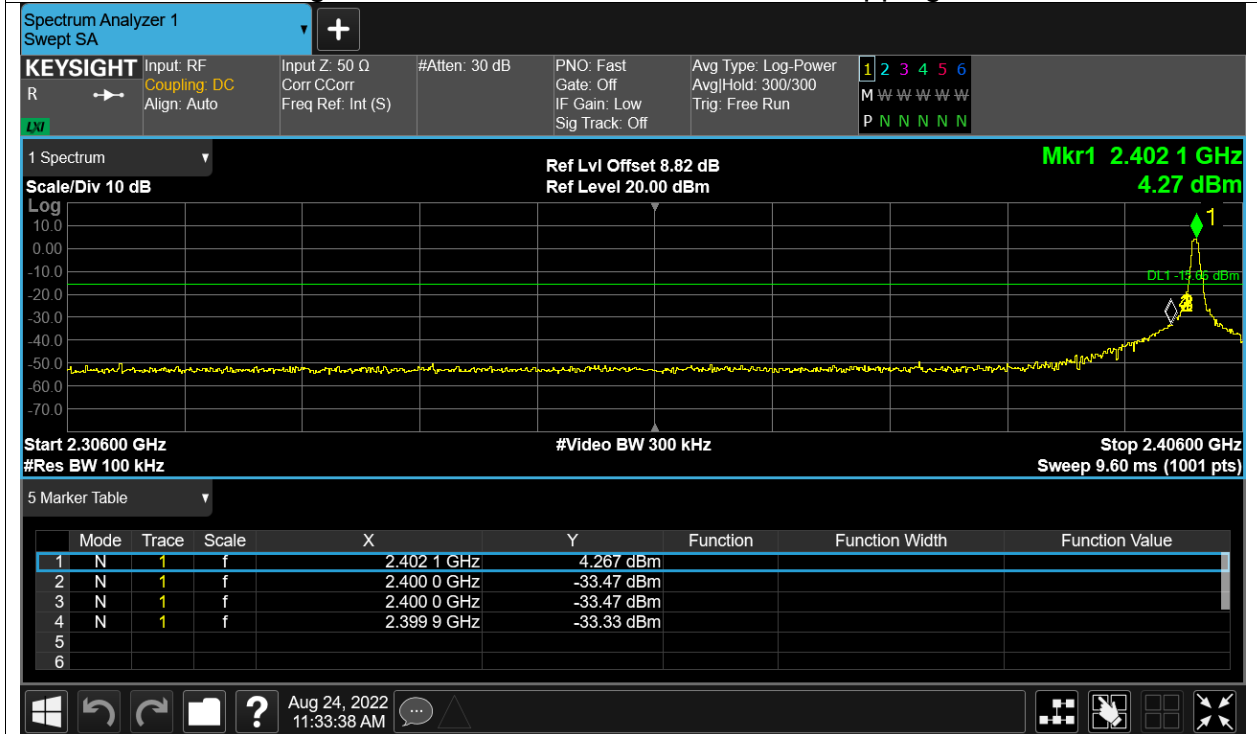 Spectrum Analyzer 1
Swept SA
+
KEYSIGHT Input: RF Input Z: 50 Ω #Atten: 30 dB PNO: Fast Avg Type: Log-Power 1 2 3 4 5 6
R Coupling: DC Corr CCorr Gate: Off Avg|Hold: 300/300 M W W W W W
Align: Auto Freq Ref: Int (S) IF Gain: Low Trig: Free Run
LXI Sig Track: Off P N N N N N
1 Spectrum Ref Lvl Offset 8.82 dB Mkr1 2.402 1 GHz
Scale/Div 10 dB Ref Level 20.00 dBm 4.27 dBm
Log
1
10.0
0.00
-10.0
DL1 -15.66 dBm
-20.0
-30.0
-40.0
-50.0
-60.0
-70.0
Start 2.30600 GHz #Video BW 300 kHz Stop 2.40600 GHz
#Res BW 100 kHz Sweep 9.60 ms (1001 pts)
5 Marker Table
Mode Trace Scale X Y Function Function Width Function Value
1 N 1 f 2.402 1 GHz 4.267 dBm
2 N 1 f 2.400 0 GHz -33.47 dBm
3 N 1 f 2.400 0 GHz -33.47 dBm
4 N 1 f 2.399 9 GHz -33.33 dBm
5
6
? Aug 24, 2022
11:33:38 AM